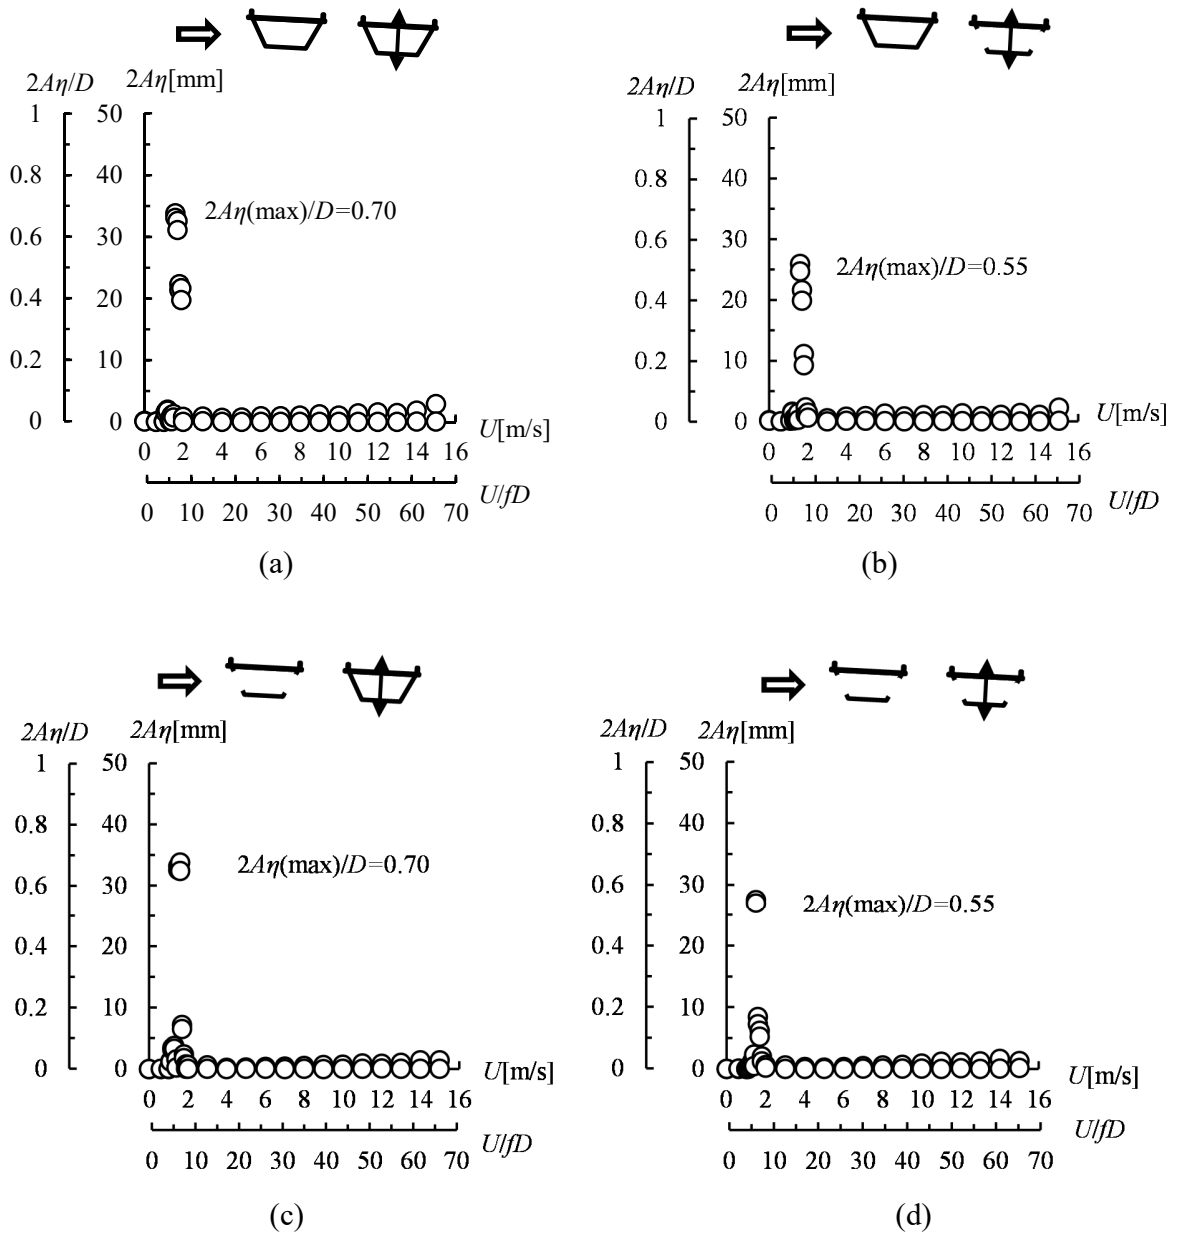 2Aη/D 2Aη[mm]
1 50
0.8 40
2Aη(max)/D=0.70
0.6 30
0.4 20
0.2 10
0 0
U[m/s]
0 2 4 6 8 10 12 14 16
U/fD
0 10 20 30 40 50 60 70
(a)
2Aη/D 2Aη[mm]
1 50
0.8 40
0.6 30
2Aη(max)/D=0.55
0.4 20
0.2 10
0 0
U[m/s]
0 2 4 6 8 10 12 14 16
U/fD
0 10 20 30 40 50 60 70
(b)
2Aη/D 2Aη[mm]
1 50
0.8 40
2Aη(max)/D=0.70
0.6 30
0.4 20
0.2 10
0 0
U[m/s]
0 2 4 6 8 10 12 14 16
U/fD
0 10 20 30 40 50 60 70
(c)
2Aη/D 2Aη[mm]
1 50
0.8 40
0.6 30
2Aη(max)/D=0.55
0.4 20
0.2 10
0 0
U[m/s]
0 2 4 6 8 10 12 14 16
U/fD
0 10 20 30 40 50 60 70
(d)